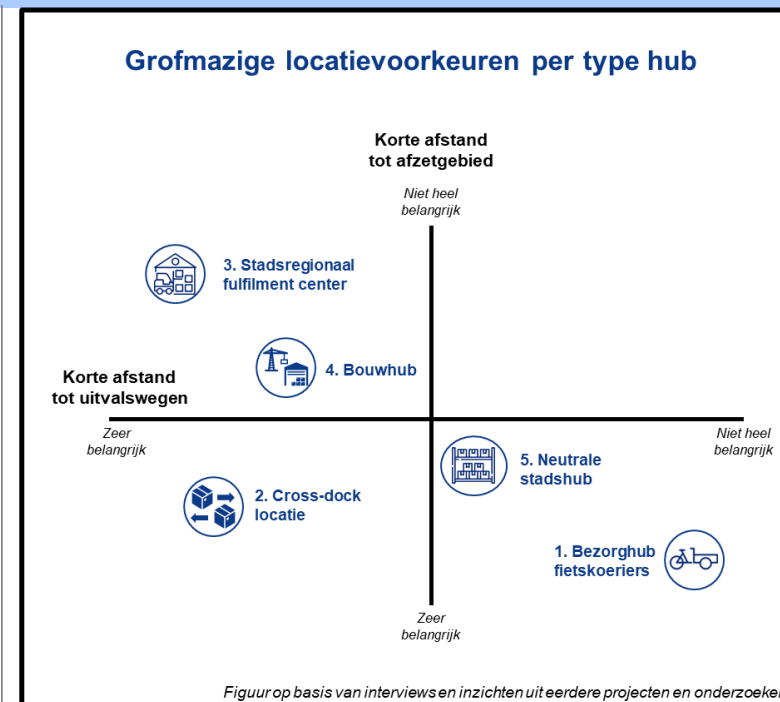 Grofmazige locatievoorkeuren per type hub
Korte afstand
tot afzetgebied
Niet heel
belangrijk
3. Stadsregionaal
fulfilment center
4. Bouwhub
Korte afstand
tot uitvalswegen
Zeer
belangrijk
Niet heel
belangrijk
5. Neutrale
stadshub
2. Cross-dock
locatie
1. Bezorghub
fietskoeriers
Zeer
belangrijk
Figuur op basis van interviews en inzichten uit eerdere projecten en onderzoeken